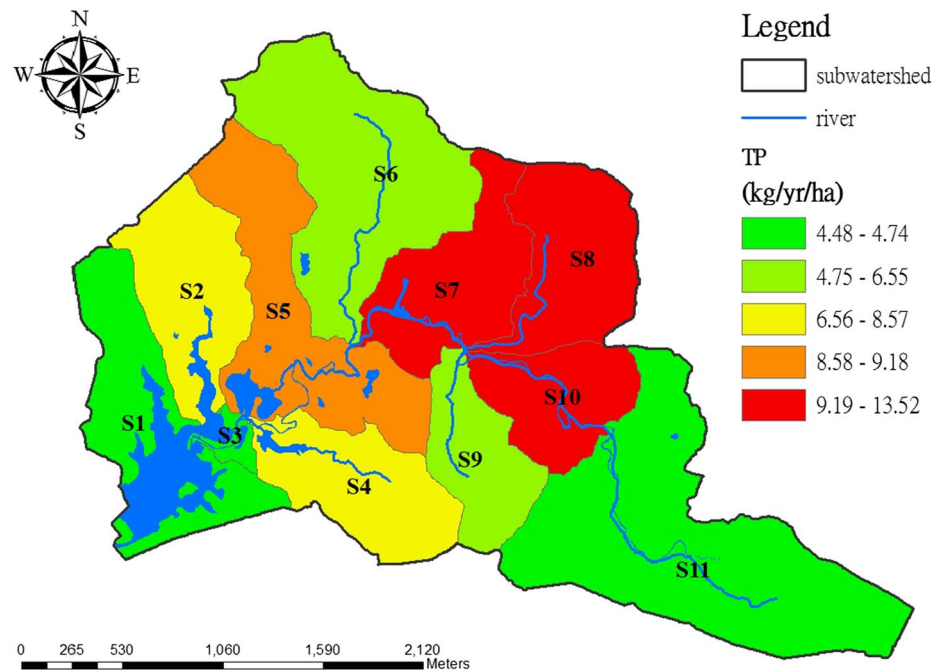 N
W E
S
Legend
subwatershed
river
TP
(kg/yr/ha)
4.48 - 4.74
4.75 - 6.55
6.56 - 8.57
8.58 - 9.18
9.19 - 13.52
S6
S8
S7
S2
S5
S10
S1
S3
S9
S4
S11
0 265 530 1,060 1,590 2,120
Meters